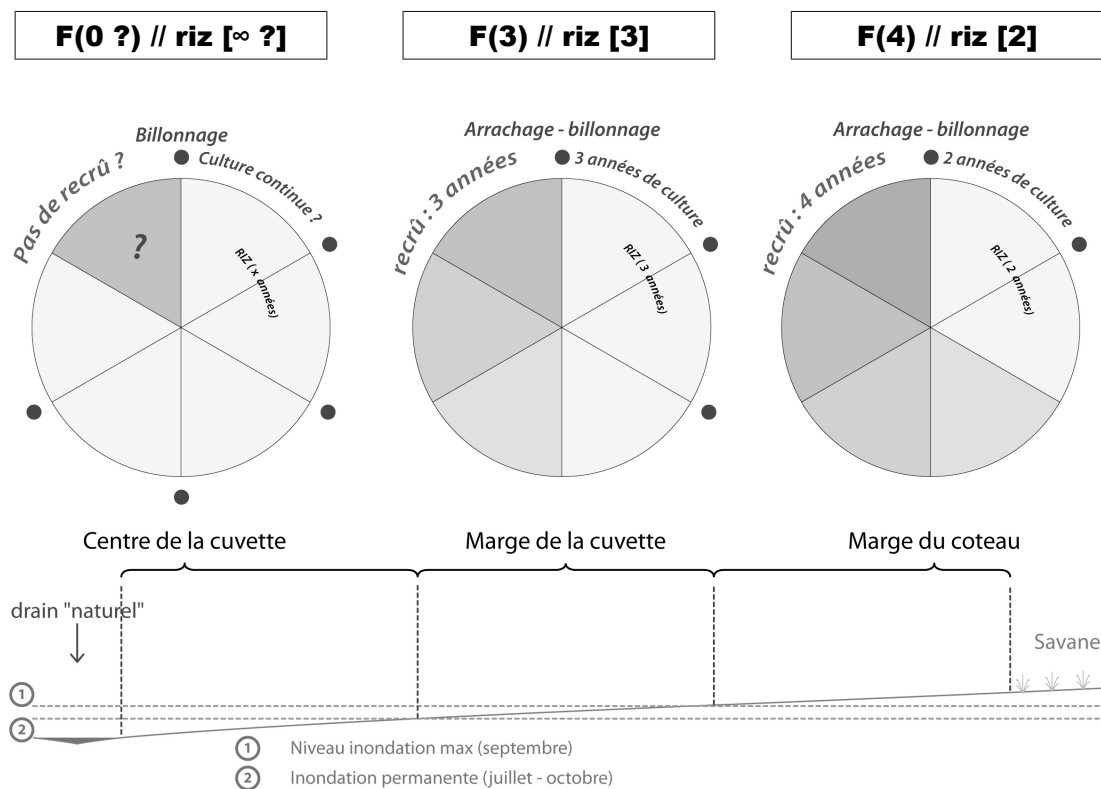 F(0 ?) // riz [∞ ?]
F(3) // riz [3]
F(4) // riz [2]
Billonnage
Pas de recrû ?
Culture continue ?
?
RIZ ( x années)
Arrachage - billonnage
recrû : 3 années
3 années de culture
RIZ ( 3 années)
Arrachage - billonnage
recrû : 4 années
2 années de culture
RIZ ( 2 années)
Centre de la cuvette
Marge de la cuvette
Marge du coteau
drain "naturel"
Savane
1
2
1 Niveau inondation max (septembre)
2 Inondation permanente (juillet - octobre)